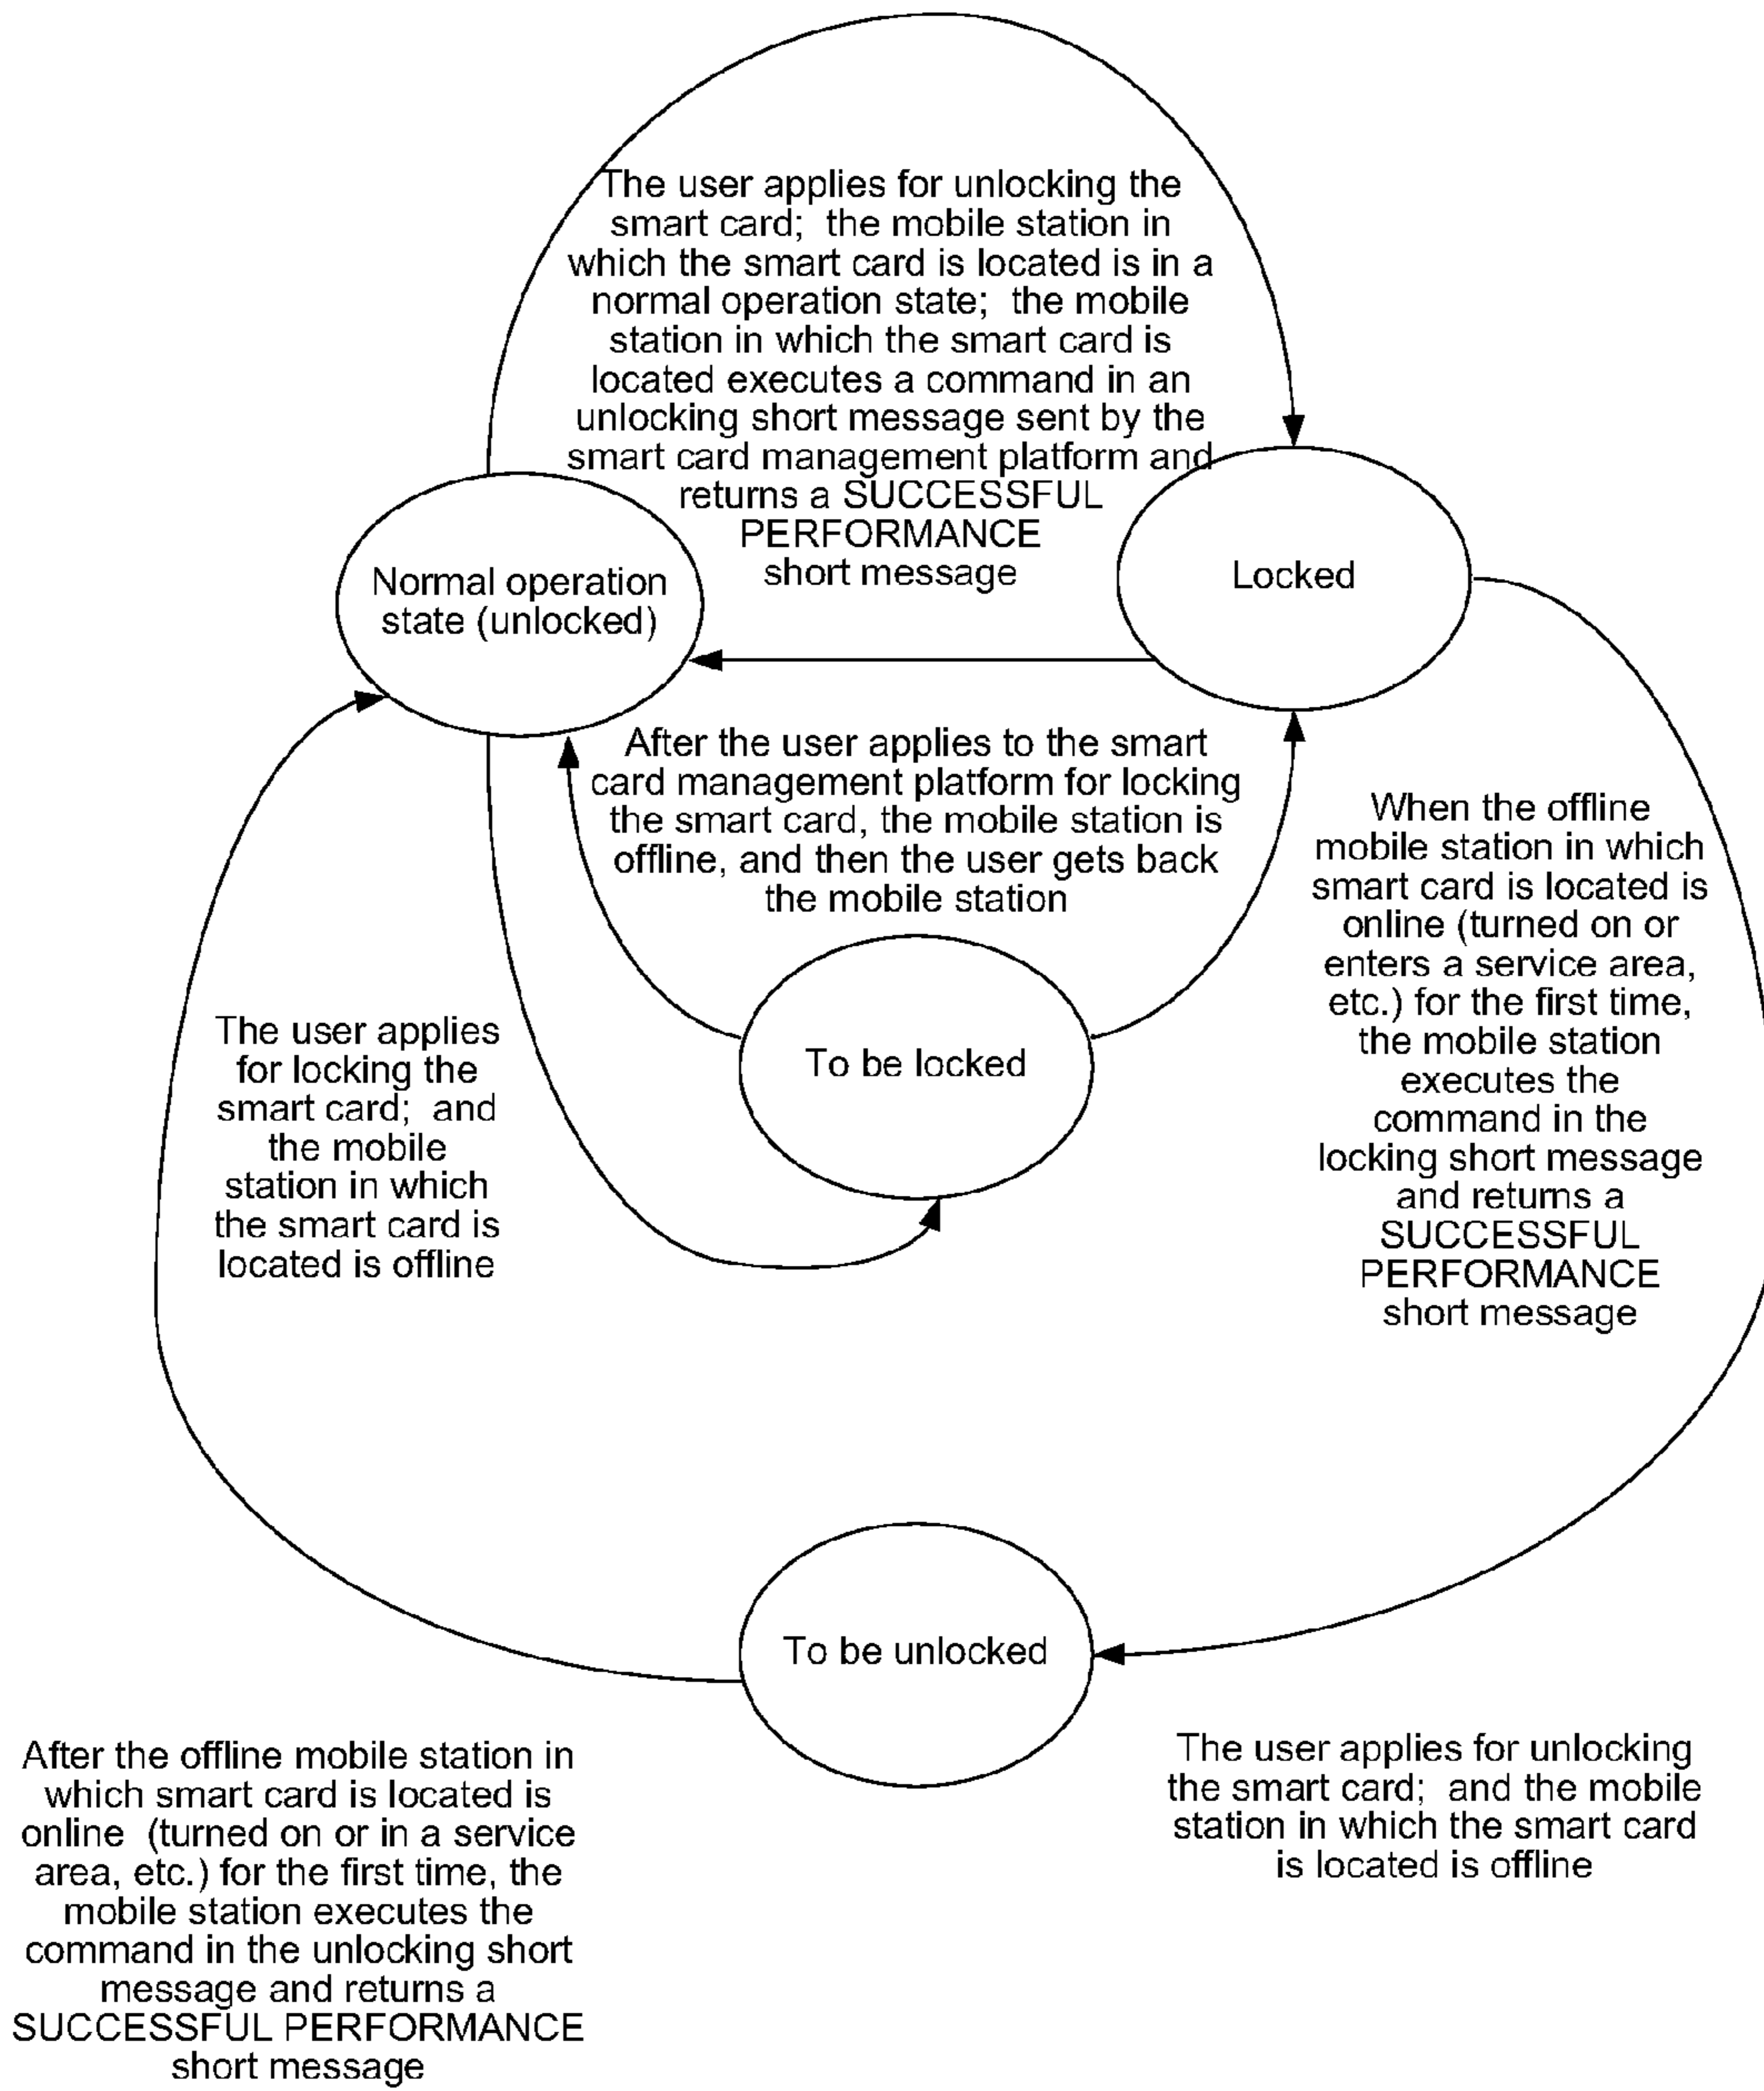 The user applies for unlocking the
smart card; the mobile station in
which the smart card is located is in a
normal operation state; the mobile
station in which the smart card is
located executes a command in an
unlocking short message sent by the
smart card management platform and
returns a SUCCESSFUL
PERFORMANCE
short message
Normal operation
state (unlocked)
Locked
After the user applies to the smart
card management platform for locking
the smart card, the mobile station is
offline, and then the user gets back
the mobile station
When the offline
mobile station in which
smart card is located is
online (turned on or
enters a service area,
etc.) for the first time,
the mobile station
executes the
command in the
locking short message
and returns a
SUCCESSFUL
PERFORMANCE
short message
The user applies
for locking the
smart card; and
the mobile
station in which
the smart card is
located is offline
To be locked
To be unlocked
After the offline mobile station in
which smart card is located is
online (turned on or in a service
area, etc.) for the first time, the
mobile station executes the
command in the unlocking short
message and returns a
SUCCESSFUL PERFORMANCE
short message
The user applies for unlocking
the smart card; and the mobile
station in which the smart card
is located is offline